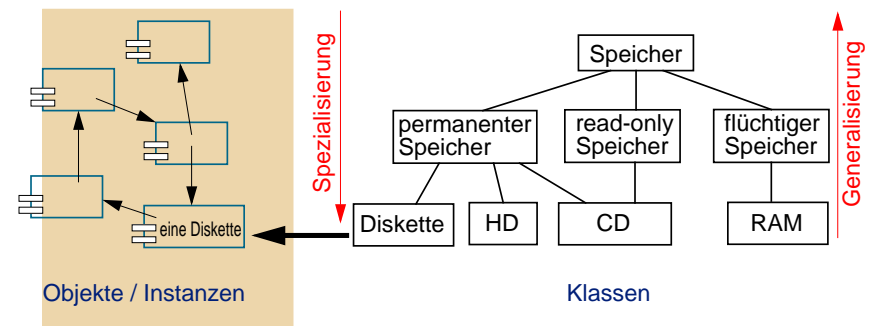 Speicher
permanenter
Speicher
read-only
Speicher
flüchtiger
Speicher
Spezialisierung
Generalisierung
eine Diskette
Diskette
HD
CD
RAM
Objekte / Instanzen
Klassen